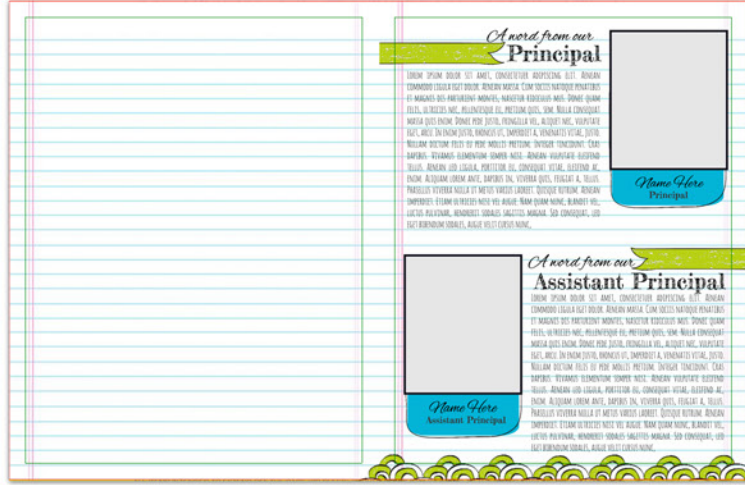 A word from our
Principal
LOREM IPSUM DOLOR SIT AMET, CONSECTETUER ADIPISCING ELIT. AENEAN
COMMODO LIGULA EGET DOLOR. AENEAN MASSA. CUM SOCIIS NATOQUE PENATIBUS
ET MAGNIS DIS PARTURIENT MONTES, NASCETUR RIDICULUS MUS. DONEC QUAM
FELIS, ULTRICIES NEC, PELLENTESQUE EU, PRETIUM QUIS, SEM. NULLA CONSEQUAT
MASSA QUIS ENIM. DONEC PEDE JUSTO, FRINGILLA VEL, ALIQUET NEC, VULPUTATE
EGET, ARCU. IN ENIM JUSTO, RHONCUS UT, IMPERDIET A, VENENATIS VITAE, JUSTO.
NULLAM DICTUM FELIS EU PEDE MOLLIS PRETIUM. INTEGER TINCIDUNT. CRAS
DAPIBUS. VIVAMUS ELEMENTUM SEMPER NISI. AENEAN VULPUTATE ELEIFEND
TELLUS. AENEAN LEO LIGULA, PORTTITOR EU, CONSEQUAT VITAE, ELEIFEND AC,
ENIM. ALIQUAM LOREM ANTE, DAPIBUS IN, VIVERRA QUIS, FEUGIAT A, TELLUS.
PHASELLUS VIVERRA NULLA UT METUS VARIUS LAOREET. QUISQUE RUTRUM. AENEAN
IMPERDIET. ETIAM ULTRICIES NISI VEL AUGUE. NAM QUAM NUNC, BLANDIT VEL,
LUCTUS PULVINAR, HENDRERIT SODALES SAGITTIS MAGNA. SED CONSEQUAT, LEO
EGET BIBENDUM SODALES, AUGUE VELIT CURSUS NUNC,
Name Here
Principal
A word from our
Assistant Principal
LOREM IPSUM DOLOR SIT AMET, CONSECTETUER ADIPISCING ELIT. AENEAN
COMMODO LIGULA EGET DOLOR. AENEAN MASSA. CUM SOCIIS NATOQUE PENATIBUS
ET MAGNIS DIS PARTURIENT MONTES, NASCETUR RIDICULUS MUS. DONEC QUAM
FELIS, ULTRICIES NEC, PELLENTESQUE EU, PRETIUM QUIS, SEM. NULLA CONSEQUAT
MASSA QUIS ENIM. DONEC PEDE JUSTO, FRINGILLA VEL, ALIQUET NEC, VULPUTATE
EGET, ARCU. IN ENIM JUSTO, RHONCUS UT, IMPERDIET A, VENENATIS VITAE, JUSTO.
NULLAM DICTUM FELIS EU PEDE MOLLIS PRETIUM. INTEGER TINCIDUNT. CRAS
DAPIBUS. VIVAMUS ELEMENTUM SEMPER NISI. AENEAN VULPUTATE ELEIFEND
TELLUS. AENEAN LEO LIGULA, PORTTITOR EU, CONSEQUAT VITAE, ELEIFEND AC,
ENIM. ALIQUAM LOREM ANTE, DAPIBUS IN, VIVERRA QUIS, FEUGIAT A, TELLUS.
PHASELLUS VIVERRA NULLA UT METUS VARIUS LAOREET. QUISQUE RUTRUM. AENEAN
IMPERDIET. ETIAM ULTRICIES NISI VEL AUGUE. NAM QUAM NUNC, BLANDIT VEL,
LUCTUS PULVINAR, HENDRERIT SODALES SAGITTIS MAGNA. SED CONSEQUAT, LEO
EGET BIBENDUM SODALES, AUGUE VELIT CURSUS NUNC,
Name Here
Assistant Principal